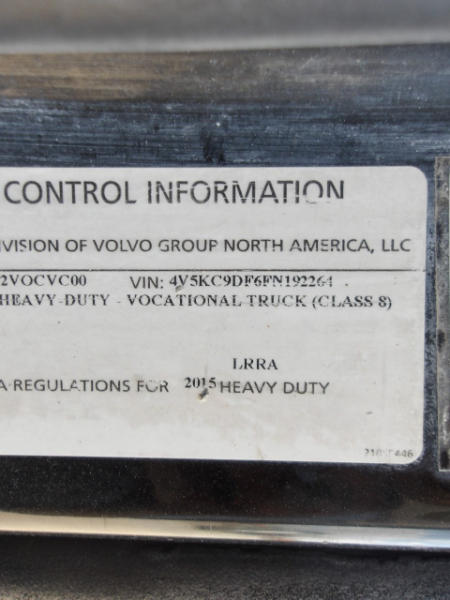 CONTROL INFORMATION
IVISION OF VOLVO GROUP NORTH AMERICA, LLC
2VOCVC00 VIN: 4V5KC9DF6FN192264
HEAVY-DUTY - VOCATIONAL TRUCK (CLASS 8)
LRRA
A REGULATIONS FOR 2015 HEAVY DUTY